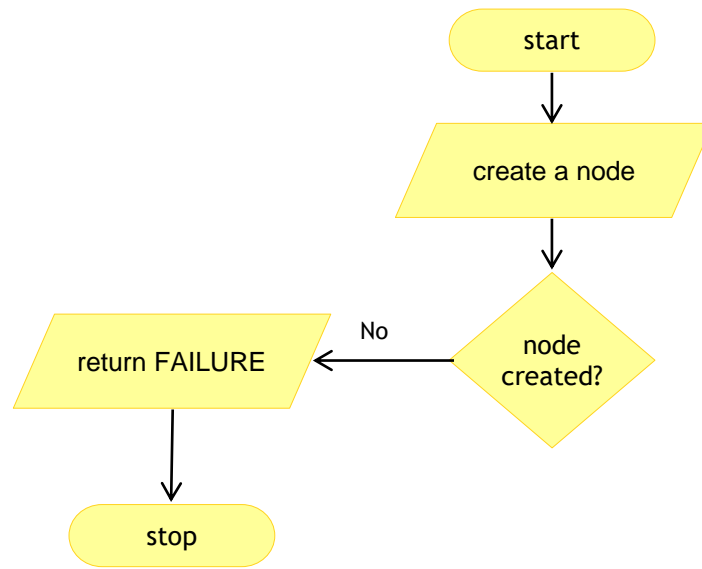 start
create a node
node
created?
No
return FAILURE
stop